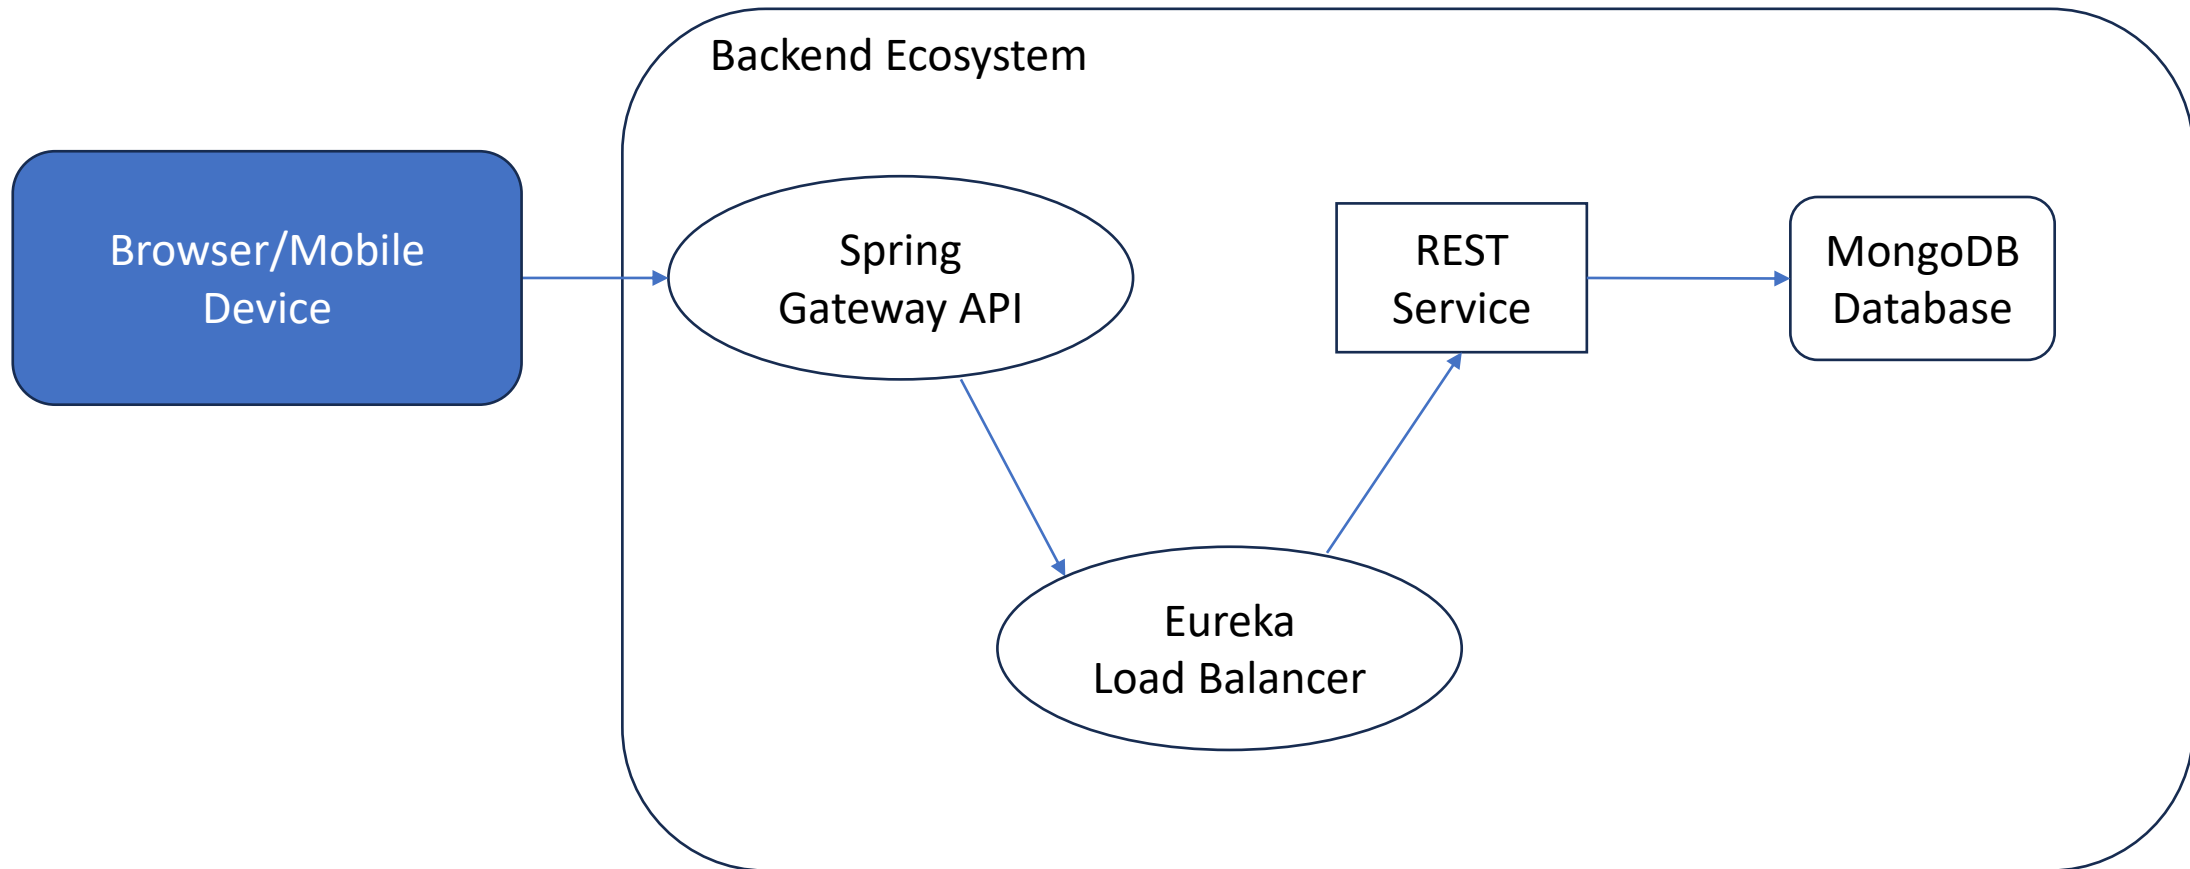 Backend Ecosystem
Browser/Mobile
Device
Spring
Gateway API
REST
Service
MongoDB
Database
Eureka
Load Balancer